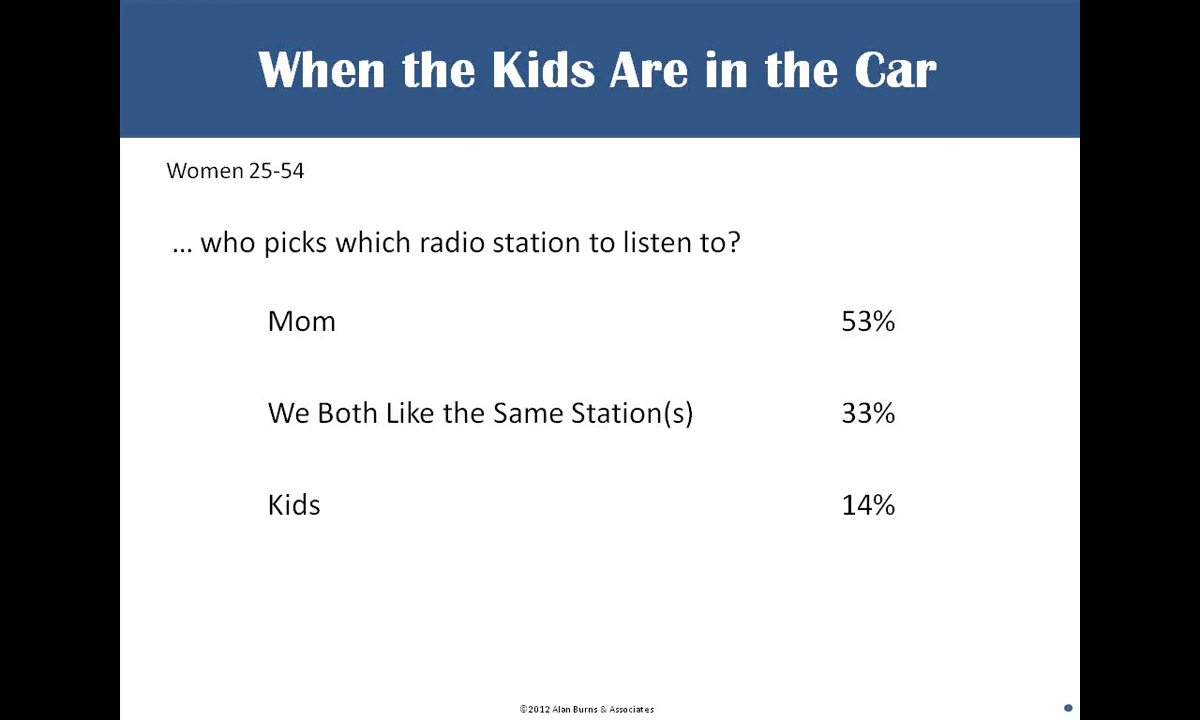 When the Kids Are in the Car
Women 25-54
... who picks which radio station to listen to?
Mom 53%
We Both Like the Same Station(s) 33%
Kids 14%
©2012 Alan Burns & Associates